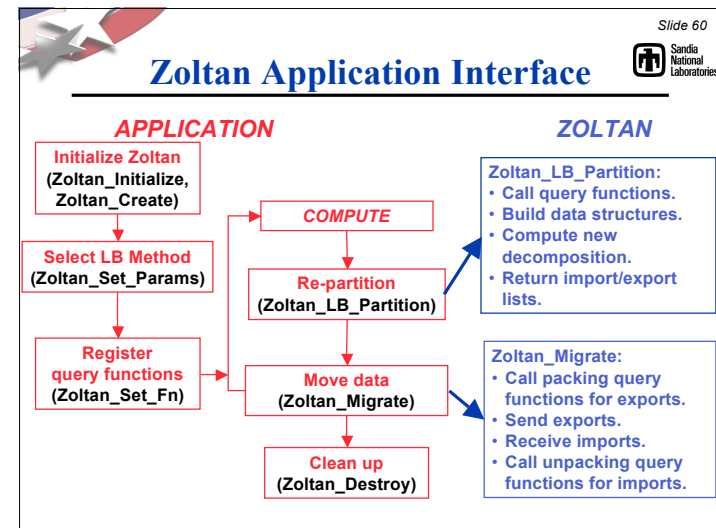 Slide 60
Sandia
National
Laboratories
Zoltan Application Interface
APPLICATION
Initialize Zoltan
(Zoltan_Initialize,
Zoltan_Create)
Select LB Method
(Zoltan_Set_Params)
Register
query functions
(Zoltan_Set_Fn)
COMPUTE
Re-partition
(Zoltan_LB_Partition)
Move data
(Zoltan_Migrate)
Clean up
(Zoltan_Destroy)
ZOLTAN
Zoltan_LB_Partition:
• Call query functions.
• Build data structures.
• Compute new
decomposition.
• Return import/export
lists.
Zoltan_Migrate:
• Call packing query
functions for exports.
• Send exports.
• Receive imports.
• Call unpacking query
functions for imports.